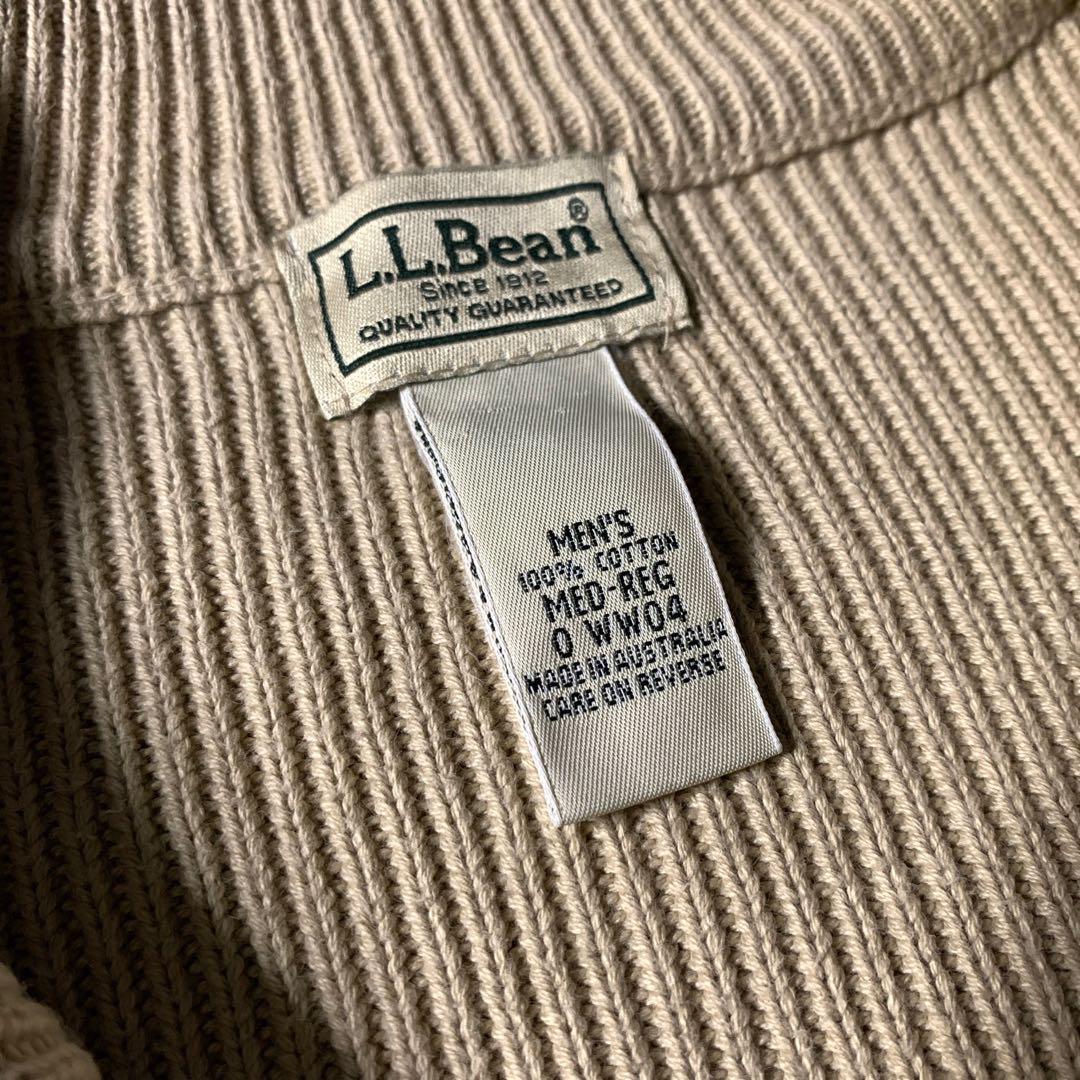 L.L.Bean®
Since 1912
QUALITY GUARANTEED
MEN'S
100% COTTON
MED-REG
0 WW04
MADE IN AUSTRALIA
CARE ON REVERSE